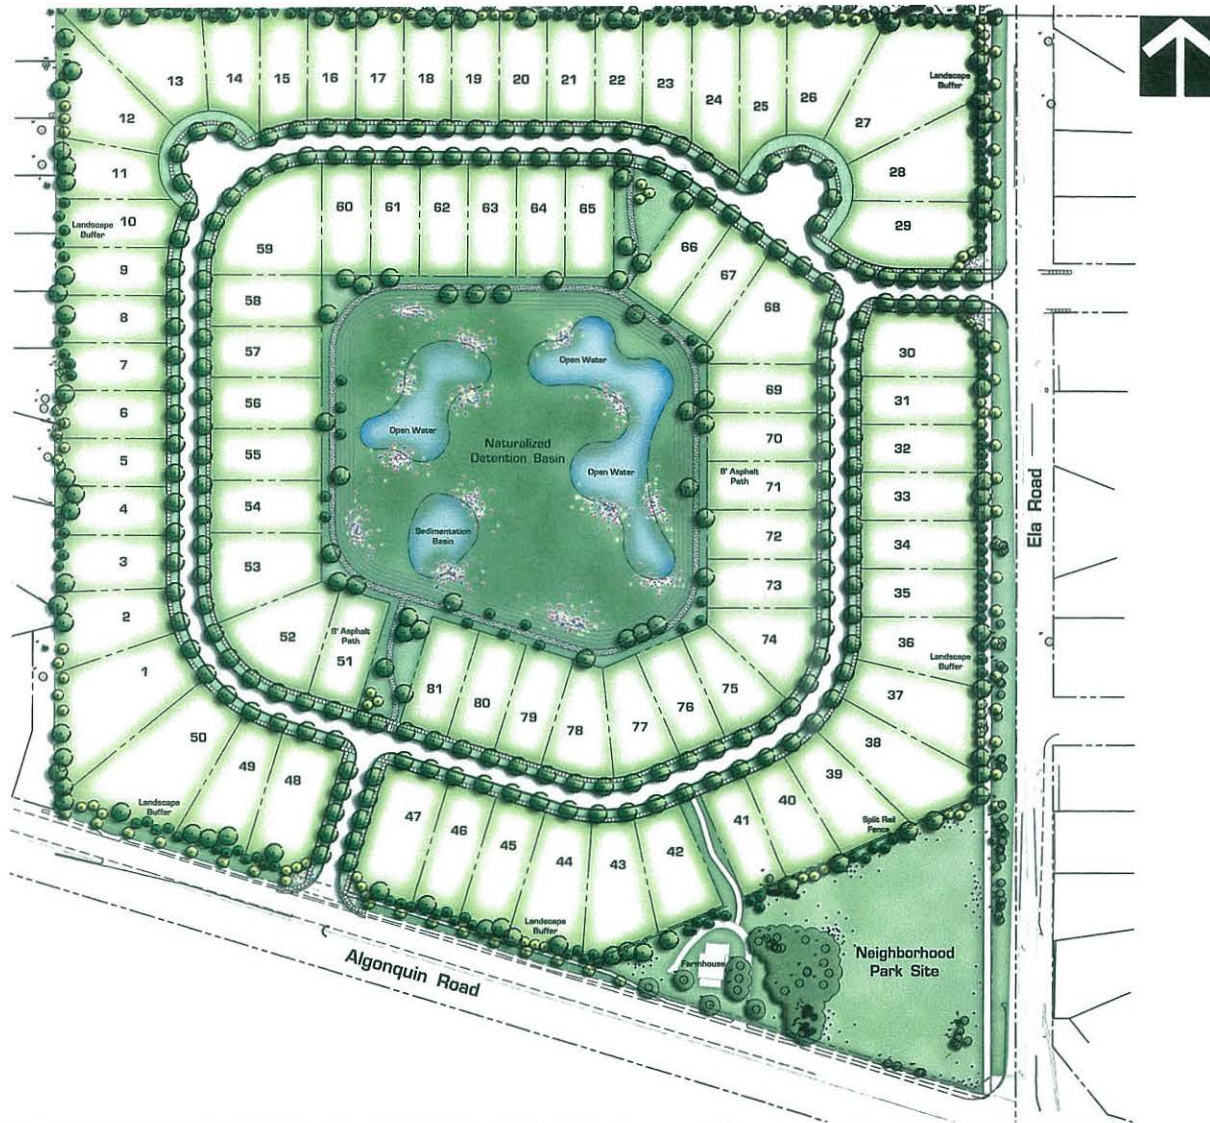 13
14
15
16
17
18
19
20
21
22
23
24
25
26
27
Landscape
Buffer
12
11
28
Landscape
Buffer
10
29
60
61
62
63
64
65
66
67
68
59
9
58
8
57
7
56
6
55
5
54
4
53
3
2
52
1
8' Asphalt
Path
51
50
49
48
Landscape
Buffer
Open Water
Open Water
Naturalized
Detention Basin
Open Water
Sedimentation
Basin
69
70
8' Asphalt
Path
71
72
73
74
75
76
77
78
79
80
81
30
31
32
33
34
35
36
Landscape
Buffer
37
38
39
40
41
Split Rail
Fence
42
43
44
45
46
47
Landscape
Buffer
Ela Road
Farmhouse
Neighborhood
Park Site
Algonquin Road